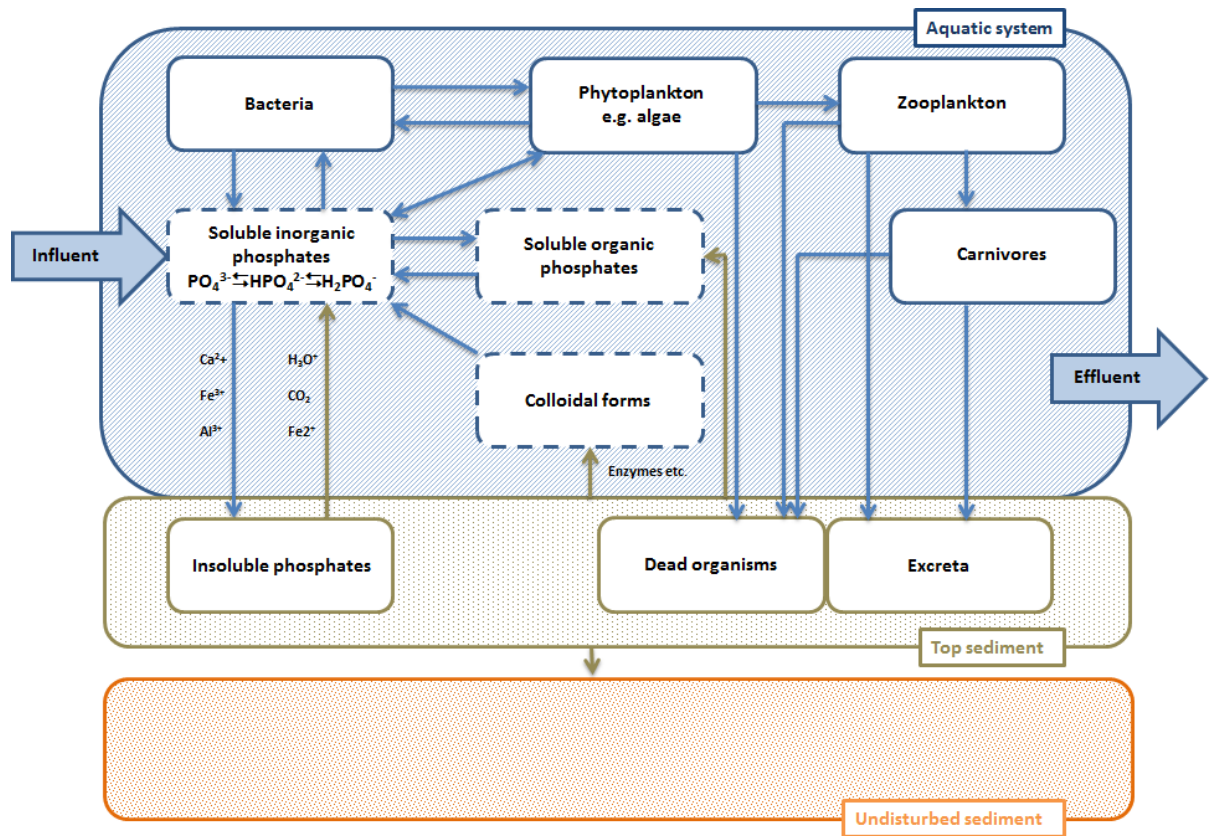 Aquatic system
Bacteria
Phytoplankton
e.g. algae
Zooplankton
Influent
Soluble inorganic
phosphates
PO₄³⁻⇆HPO₄²⁻⇆H₂PO₄⁻
Soluble organic
phosphates
Carnivores
Ca²+
H₃O⁺
Fe³⁺
CO₂
Al³⁺
Fe2⁺
Colloidal forms
Effluent
Enzymes etc.
Insoluble phosphates
Dead organisms
Excreta
Top sediment
Undisturbed sediment